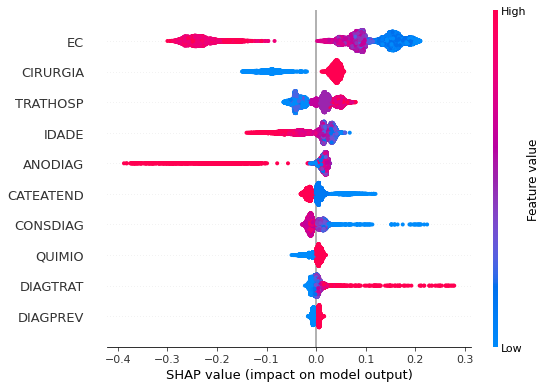 High
EC
CIRURGIA
TRATHOSP
IDADE
ANODIAG
CATEATEND
CONSDIAG
QUIMIO
DIAGTRAT
DIAGPREV
Feature value
Low
−0.4 −0.3 −0.2 −0.1 0.0 0.1 0.2 0.3
SHAP value (impact on model output)